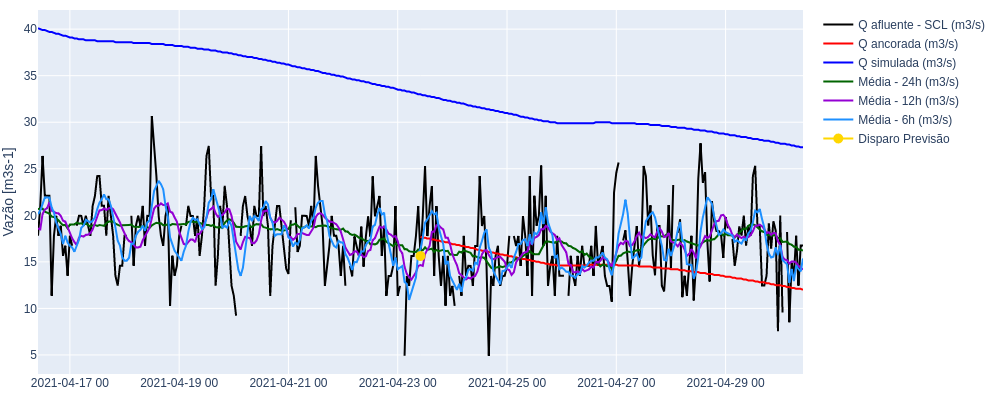 40
35
30
25
20
15
10
5
Vazão [m3s-1]
2021-04-17 00
2021-04-19 00
2021-04-21 00
2021-04-23 00
2021-04-25 00
2021-04-27 00
2021-04-29 00
Q afluente - SCL (m3/s)
Q ancorada (m3/s)
Q simulada (m3/s)
Média - 24h (m3/s)
Média - 12h (m3/s)
Média - 6h (m3/s)
Disparo Previsão